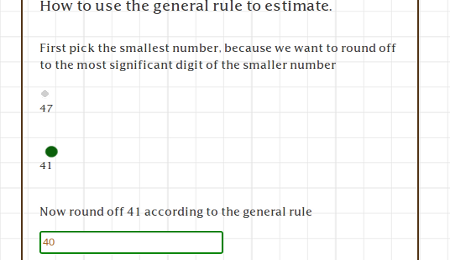 How to use the general rule to estimate.
First pick the smallest number, because we want to round off
to the most significant digit of the smaller number
47
41
Now round off 41 according to the general rule
40